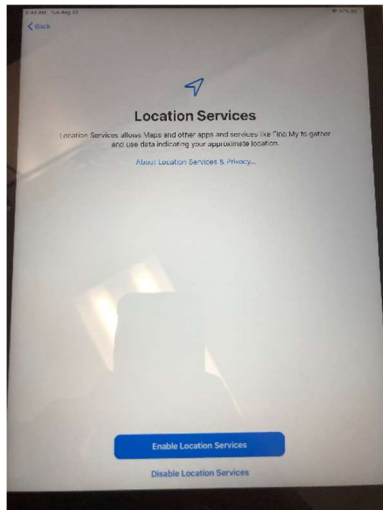 Back
Location Services
Location Services allows Maps and other apps and services like Find My to gather
and use data indicating your approximate location.
About Location Services & Privacy...
Enable Location Services
Disable Location Services